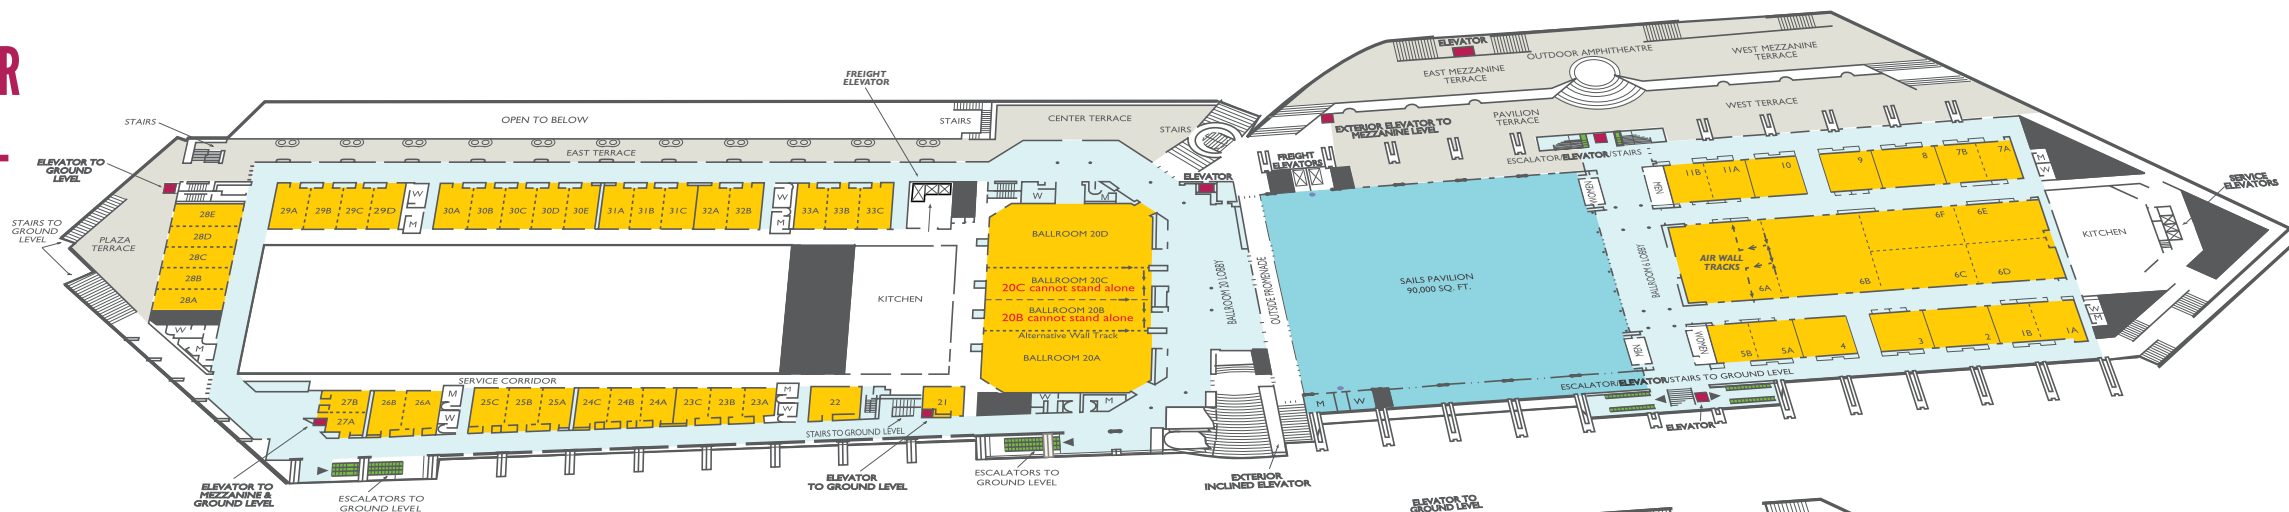 R
ELEVATOR
OUTDOOR AMPHITHEATRE
WEST MEZZANINE
TERRACE
EAST MEZZANINE
TERRACE
FREIGHT
ELEVATOR
STAIRS
OPEN TO BELOW
STAIRS
CENTER TERRACE
STAIRS
EXTERIOR ELEVATOR TO
MEZZANINE LEVEL
PAVILION
TERRACE
WEST TERRACE
EAST TERRACE
ELEVATOR TO
GROUND
LEVEL
ELEVATOR
FREIGHT
ELEVATORS
ESCALATOR/ELEVATOR/STAIRS
SERVICE
ELEVATORS
STAIRS TO
GROUND
LEVEL
PLAZA
TERRACE
28E
28D
28C
28B
28A
29A
29B
29C
29D
W
M
30A
30B
30C
30D
30E
31A
31B
31C
32A
32B
W
M
33A
33B
33C
W
M
BALLROOM 20D
BALLROOM 20C
20C cannot stand alone
BALLROOM 20B
20B cannot stand alone
Alternative Wall Track
BALLROOM 20A
KITCHEN
BALLROOM 20 LOBBY
OUTSIDE PROMENADE
SAILS PAVILION
90,000 SQ. FT.
WOMEN
MEN
11B
11A
10
9
8
7B
7A
M
W
BALLROOM 6 LOBBY
AIR WALL
TRACKS
6A
6B
6F
6E
6C
6D
KITCHEN
W
M
MEN
WOMEN
5B
5A
4
3
2
1B
1A
W
M
SERVICE CORRIDOR
27B
27A
26B
26A
M
W
25C
25B
25A
24C
24B
24A
23C
23B
23A
M
W
22
21
W
M
M
W
STAIRS TO GROUND LEVEL
ESCALATOR/ELEVATOR/STAIRS TO GROUND LEVEL
ELEVATOR
ELEVATOR TO
MEZZANINE &
GROUND LEVEL
ESCALATORS TO
GROUND LEVEL
ELEVATOR
TO GROUND LEVEL
ESCALATORS TO
GROUND LEVEL
EXTERIOR
INCLINED ELEVATOR
ELEVATOR TO
GROUND LEVEL